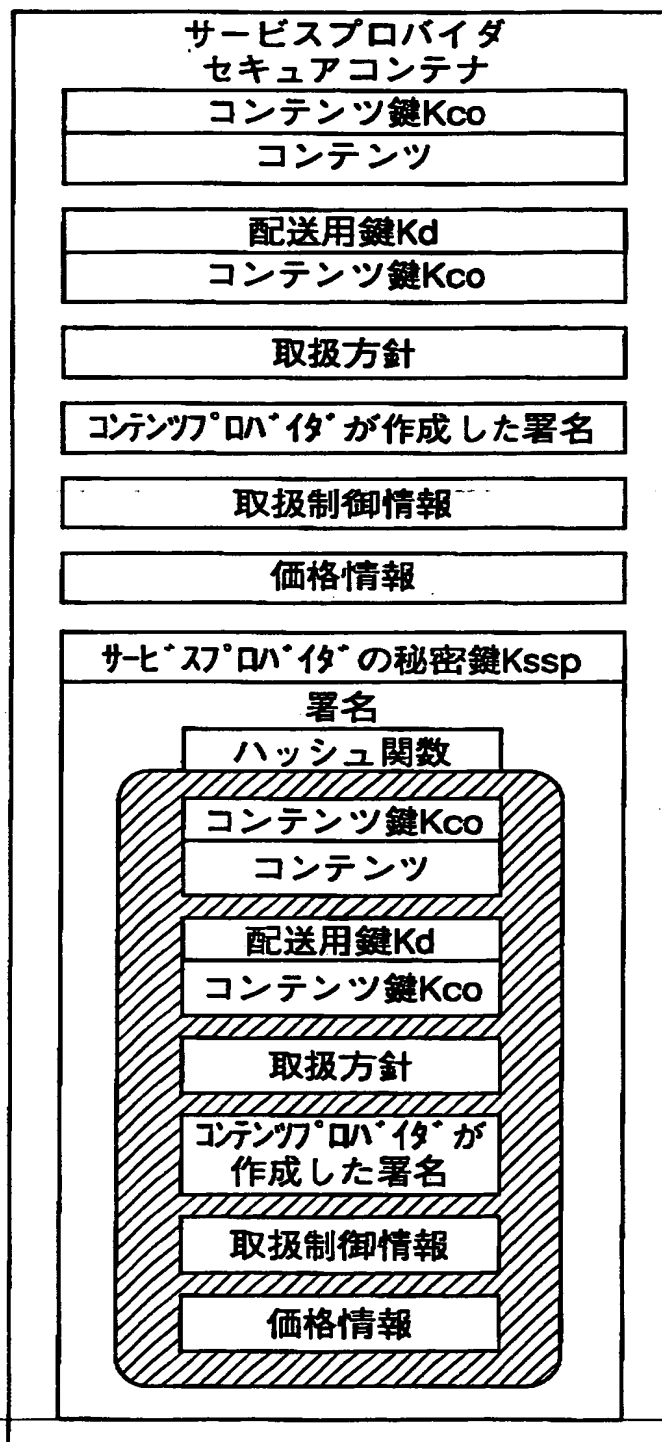 サービスプロバイダ
セキュアコンテナ
コンテンツ鍵Kco
コンテンツ
配送用鍵Kd
コンテンツ鍵Kco
取扱方針
コンテンツプロバイダが作成した署名
取扱制御情報
価格情報
サービスプロバイダの秘密鍵Kssp
署名
ハッシュ関数
コンテンツ鍵Kco
コンテンツ
配送用鍵Kd
コンテンツ鍵Kco
取扱方針
コンテンツプロバイダが
作成した署名
取扱制御情報
価格情報